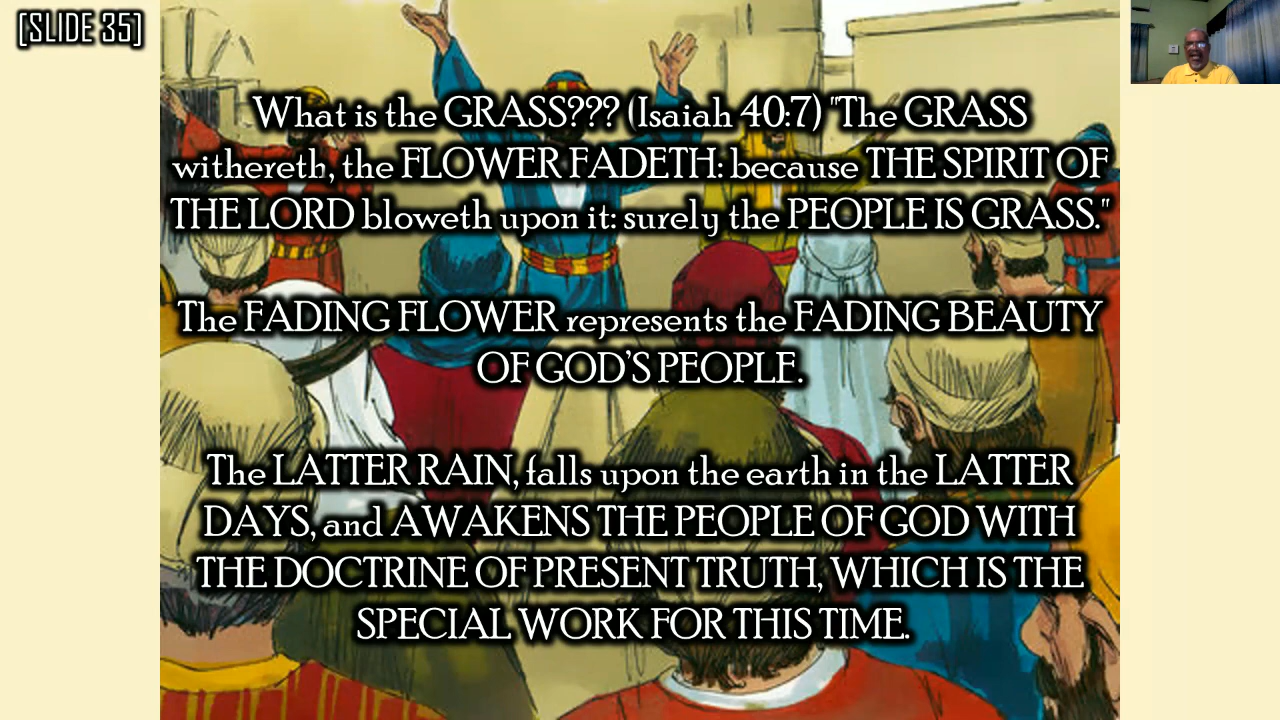 [SLIDE 35]
What is the GRASS??? (Isaiah 40:7) "The GRASS
withereth, the FLOWER FADETH: because THE SPIRIT OF
THE LORD bloweth upon it: surely the PEOPLE IS GRASS."
The FADING FLOWER represents the FADING BEAUTY
OF GOD'S PEOPLE.
The LATTER RAIN, falls upon the earth in the LATTER
DAYS, and AWAKENS THE PEOPLE OF GOD WITH
THE DOCTRINE OF PRESENT TRUTH, WHICH IS THE
SPECIAL WORK FOR THIS TIME.